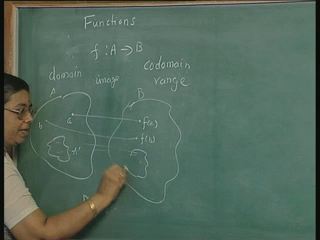 Functions
f : A → B
domain image codomain
range
A B
a f(a)
b f(b)
A'